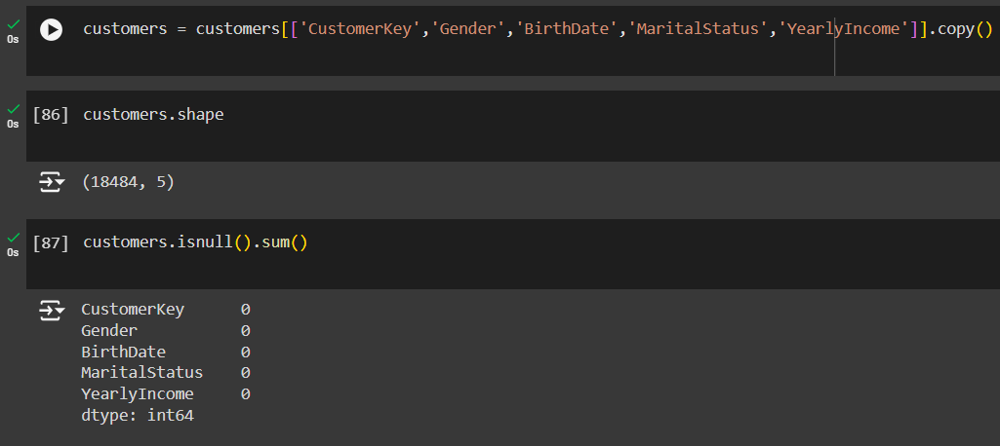 0s
customers = customers[['CustomerKey','Gender','BirthDate','MaritalStatus','YearlyIncome']].copy()
0s
[86] customers.shape
(18484, 5)
0s
[87] customers.isnull().sum()
CustomerKey 0
Gender 0
BirthDate 0
MaritalStatus 0
YearlyIncome 0
dtype: int64